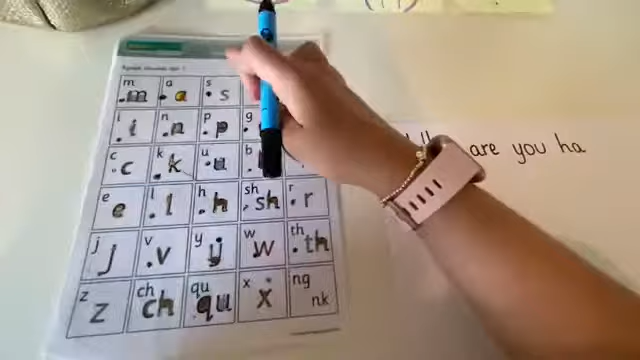 m m a a s s
i i n n p p g
c c k k u u b
e e l l h h sh sh r r
j j v v y y w w th th
z z ch ch qu qu x x ng nk
are you ha